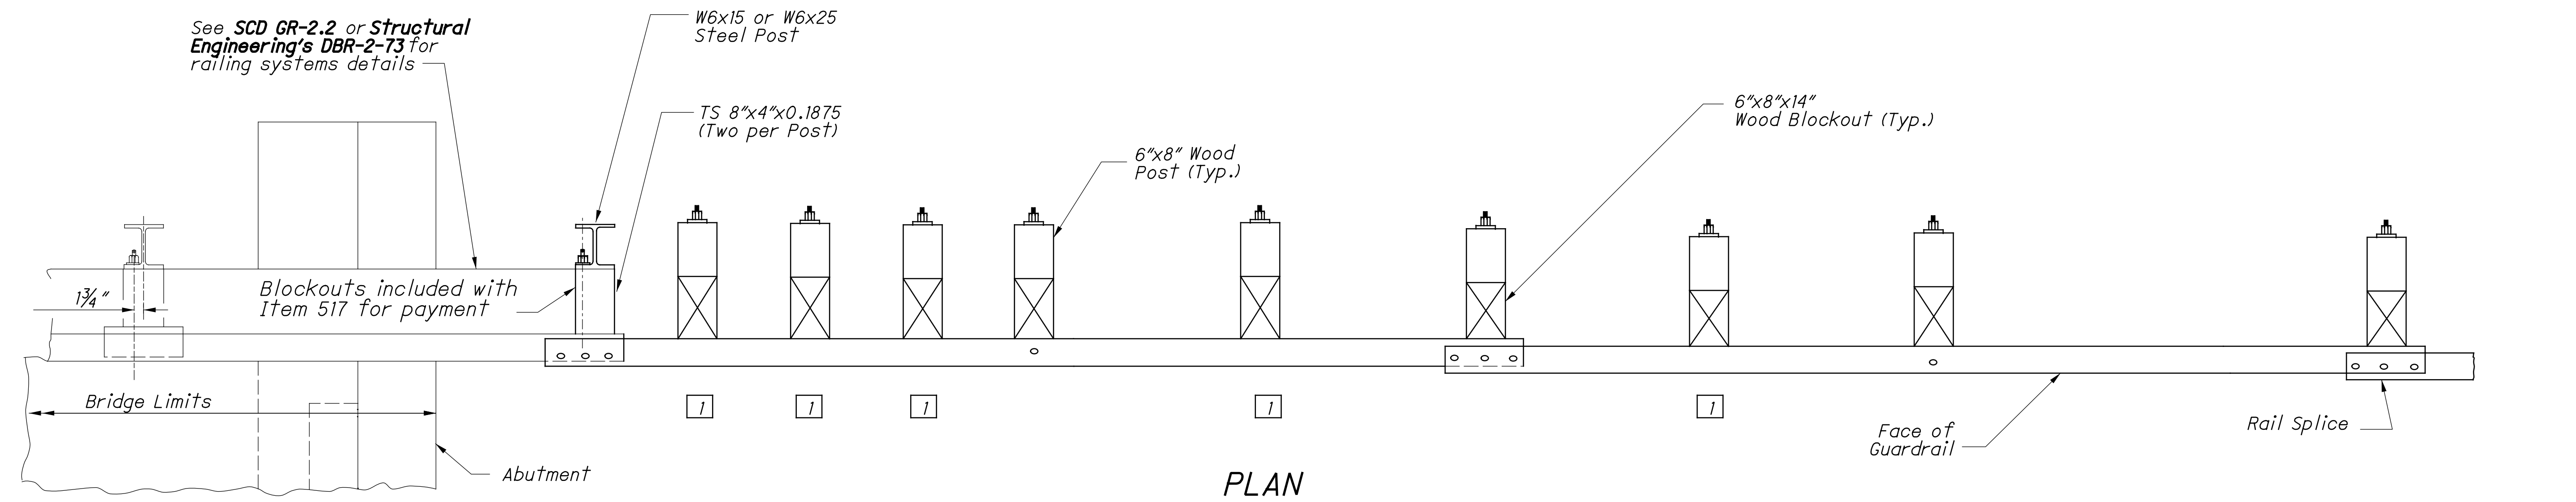 See SCD GR-2.2 or Structural
Engineering's DBR-2-73 for
railing systems details
W6x15 or W6x25
Steel Post
TS 8"x4"x0.1875
(Two per Post)
6"x8" Wood
Post (Typ.)
6"x8"x14"
Wood Blockout (Typ.)
1 3/4"
Blockouts included with
Item 517 for payment
Bridge Limits
1
1
1
1
1
Abutment
Face of
Guardrail
Rail Splice
PLAN